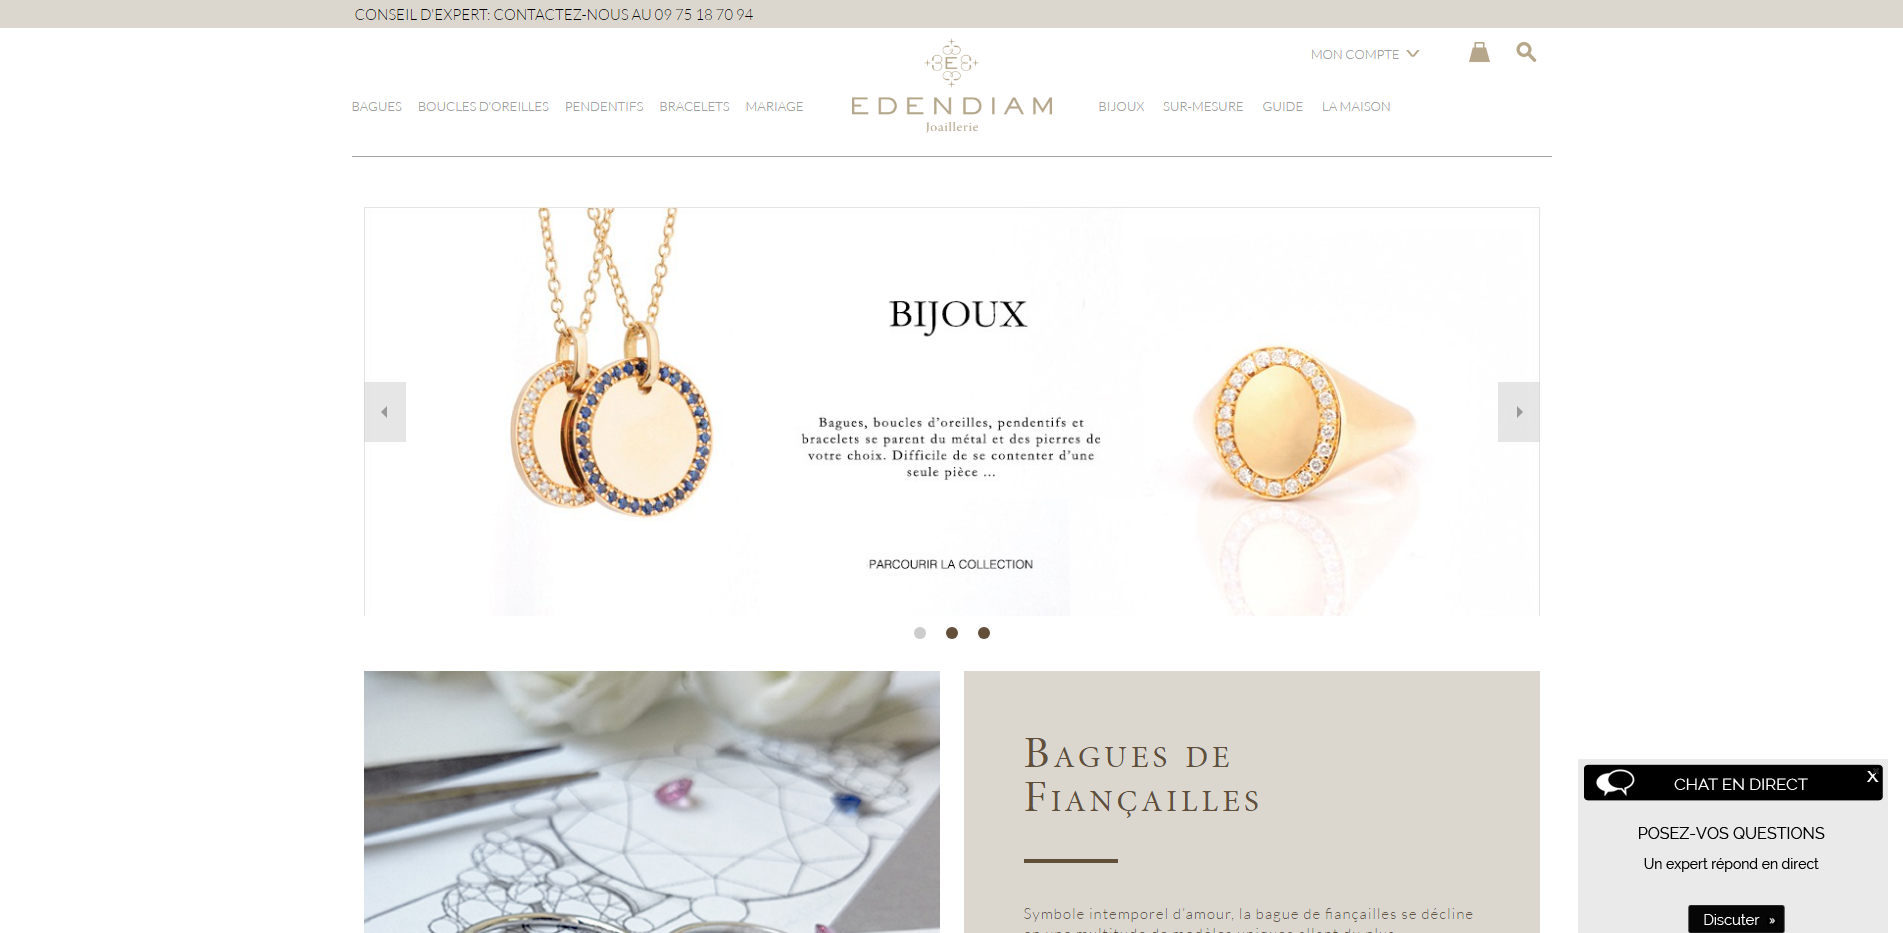 CONSEIL D'EXPERT: CONTACTEZ-NOUS AU 09 75 18 70 94
MON COMPTE
BAGUES BOUCLES D'OREILLES PENDENTIFS BRACELETS MARIAGE
E
EDENDIAM
Joaillerie
BIJOUX SUR-MESURE GUIDE LA MAISON
BIJOUX
Bagues, boucles d'oreilles, pendentifs et
bracelets se parent du métal et des pierres de
votre choix. Difficile de se contenter d'une
seule pièce ...
PARCOURIR LA COLLECTION
BAGUES DE
FIANÇAILLES
Symbole intemporel d'amour, la bague de fiançailles se décline
CHAT EN DIRECT
X
POSEZ-VOS QUESTIONS
Un expert répond en direct
Discuter »